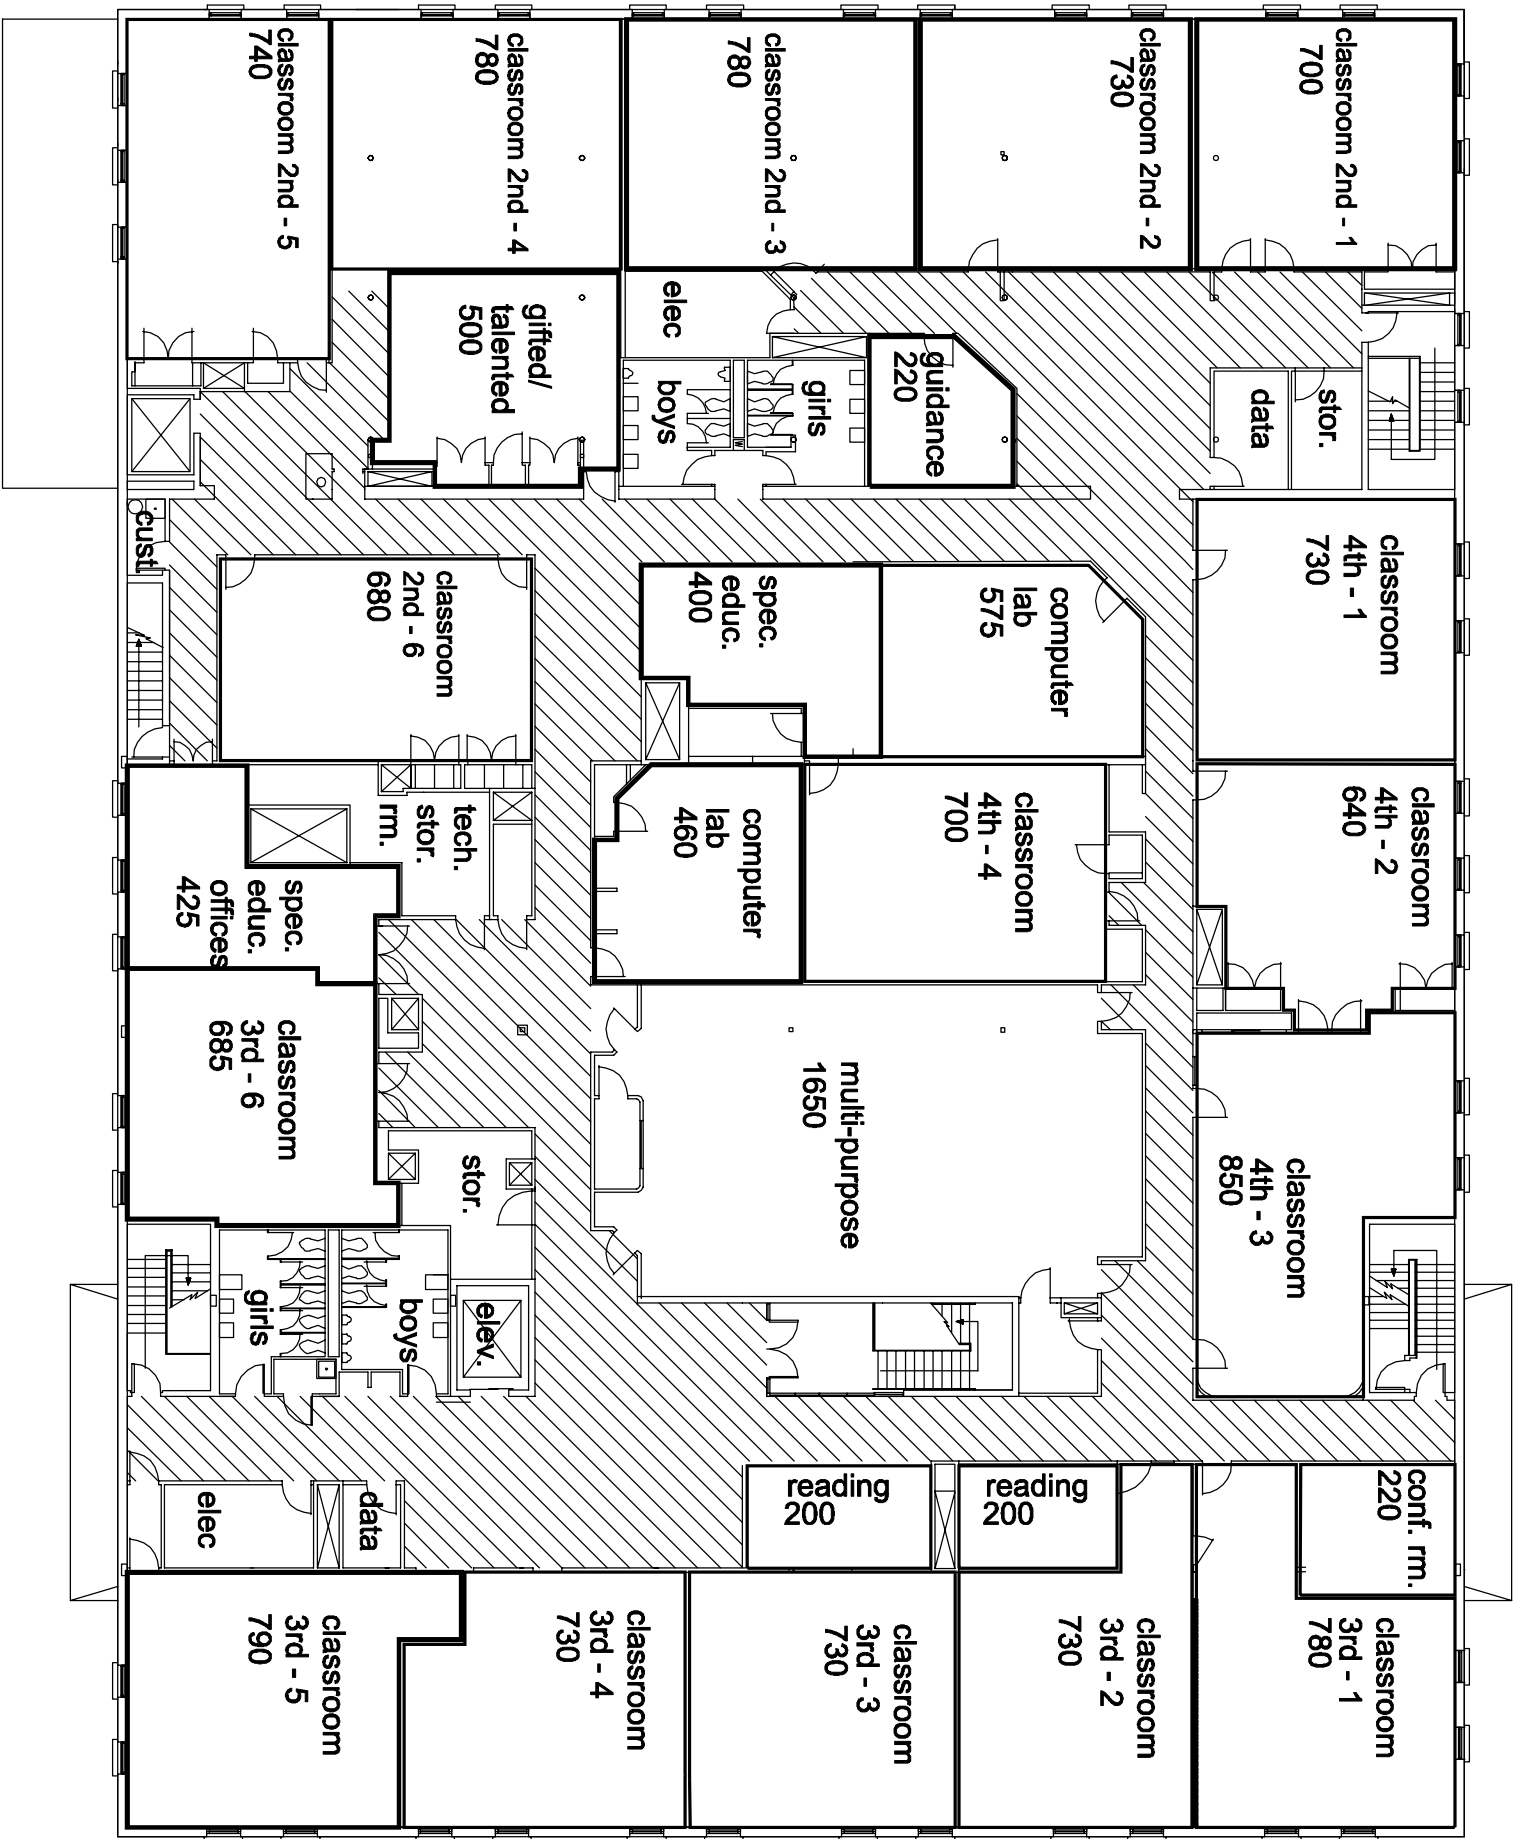 classroom 2nd - 5
740
classroom 2nd - 4
780
classroom 2nd - 3
780
classroom 2nd - 2
730
classroom 2nd - 1
700
gifted/
talented
500
elec
boys
girls
guidance
220
data
stor.
cust.
classroom
2nd - 6
680
spec.
educ.
400
computer
lab
575
classroom
4th - 1
730
tech.
stor.
rm.
spec.
educ.
offices
425
computer
lab
460
classroom
4th - 4
700
classroom
4th - 2
640
classroom
3rd - 6
685
stor.
multi-purpose
1650
classroom
4th - 3
850
girls
boys
elev.
elec
data
reading
200
reading
200
conf. rm.
220
classroom
3rd - 5
790
classroom
3rd - 4
730
classroom
3rd - 3
730
classroom
3rd - 2
730
classroom
3rd - 1
780